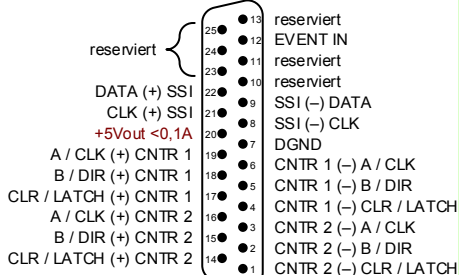 13 reserviert
25
12 EVENT IN
reserviert
24
11 reserviert
23
10 reserviert
DATA (+) SSI 22
9 SSI (–) DATA
CLK (+) SSI 21
8 SSI (–) CLK
+5Vout <0,1A 20
7 DGND
A / CLK (+) CNTR 1 19
6 CNTR 1 (–) A / CLK
B / DIR (+) CNTR 1 18
5 CNTR 1 (–) B / DIR
CLR / LATCH (+) CNTR 1 17
4 CNTR 1 (–) CLR / LATCH
A / CLK (+) CNTR 2 16
3 CNTR 2 (–) A / CLK
B / DIR (+) CNTR 2 15
2 CNTR 2 (–) B / DIR
CLR / LATCH (+) CNTR 2 14
1 CNTR 2 (–) CLR / LATCH